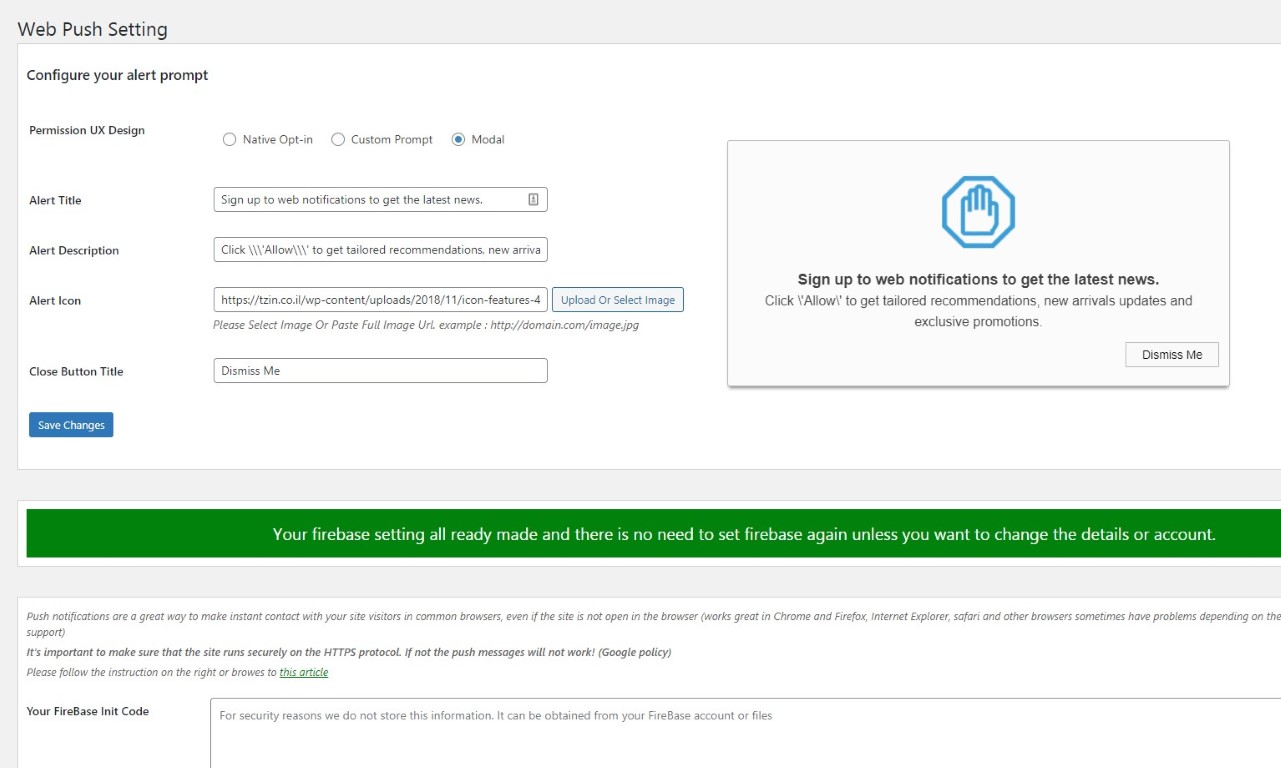 Web Push Setting
Configure your alert prompt
Permission UX Design
Native Opt-in
Custom Prompt
Modal
Alert Title
Sign up to web notifications to get the latest news.
Alert Description
Click \\\'Allow\\\' to get tailored recommendations, new arriva
Alert Icon
https://tzin.co.il/wp-content/uploads/2018/11/icon-features-4
Upload Or Select Image
Please Select Image Or Paste Full Image Url. example : http://domain.com/image.jpg
Close Button Title
Dismiss Me
Save Changes
Sign up to web notifications to get the latest news.
Click \'Allow\' to get tailored recommendations, new arrivals updates and
exclusive promotions.
Dismiss Me
Your firebase setting all ready made and there is no need to set firebase again unless you want to change the details or account.
Push notifications are a great way to make instant contact with your site visitors in common browsers, even if the site is not open in the browser (works great in Chrome and Firefox, Internet Explorer, safari and other browsers sometimes have problems depending on the
support)
It's important to make sure that the site runs securely on the HTTPS protocol. If not the push messages will not work! (Google policy)
Please follow the instruction on the right or browes to this article
Your FireBase Init Code
For security reasons we do not store this information. It can be obtained from your FireBase account or files